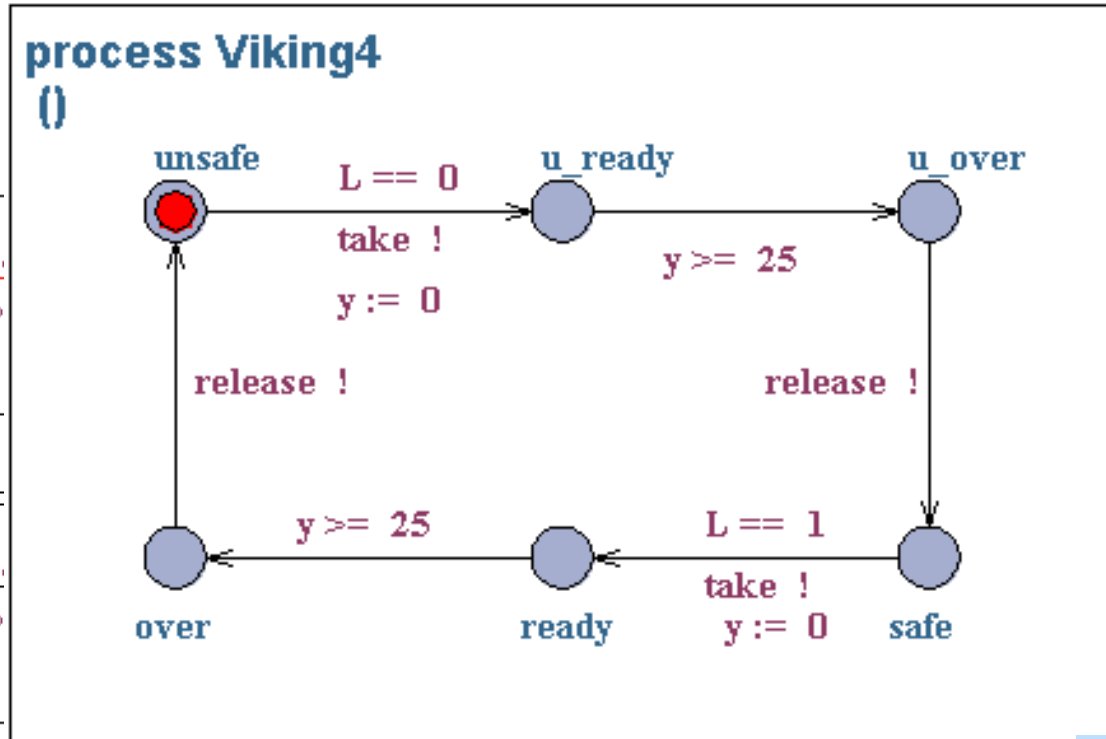 process Viking4
()
unsafe
L == 0
u_ready
u_over
take !
y >= 25
y := 0
release !
release !
y >= 25
L == 1
take !
over
ready
y := 0
safe